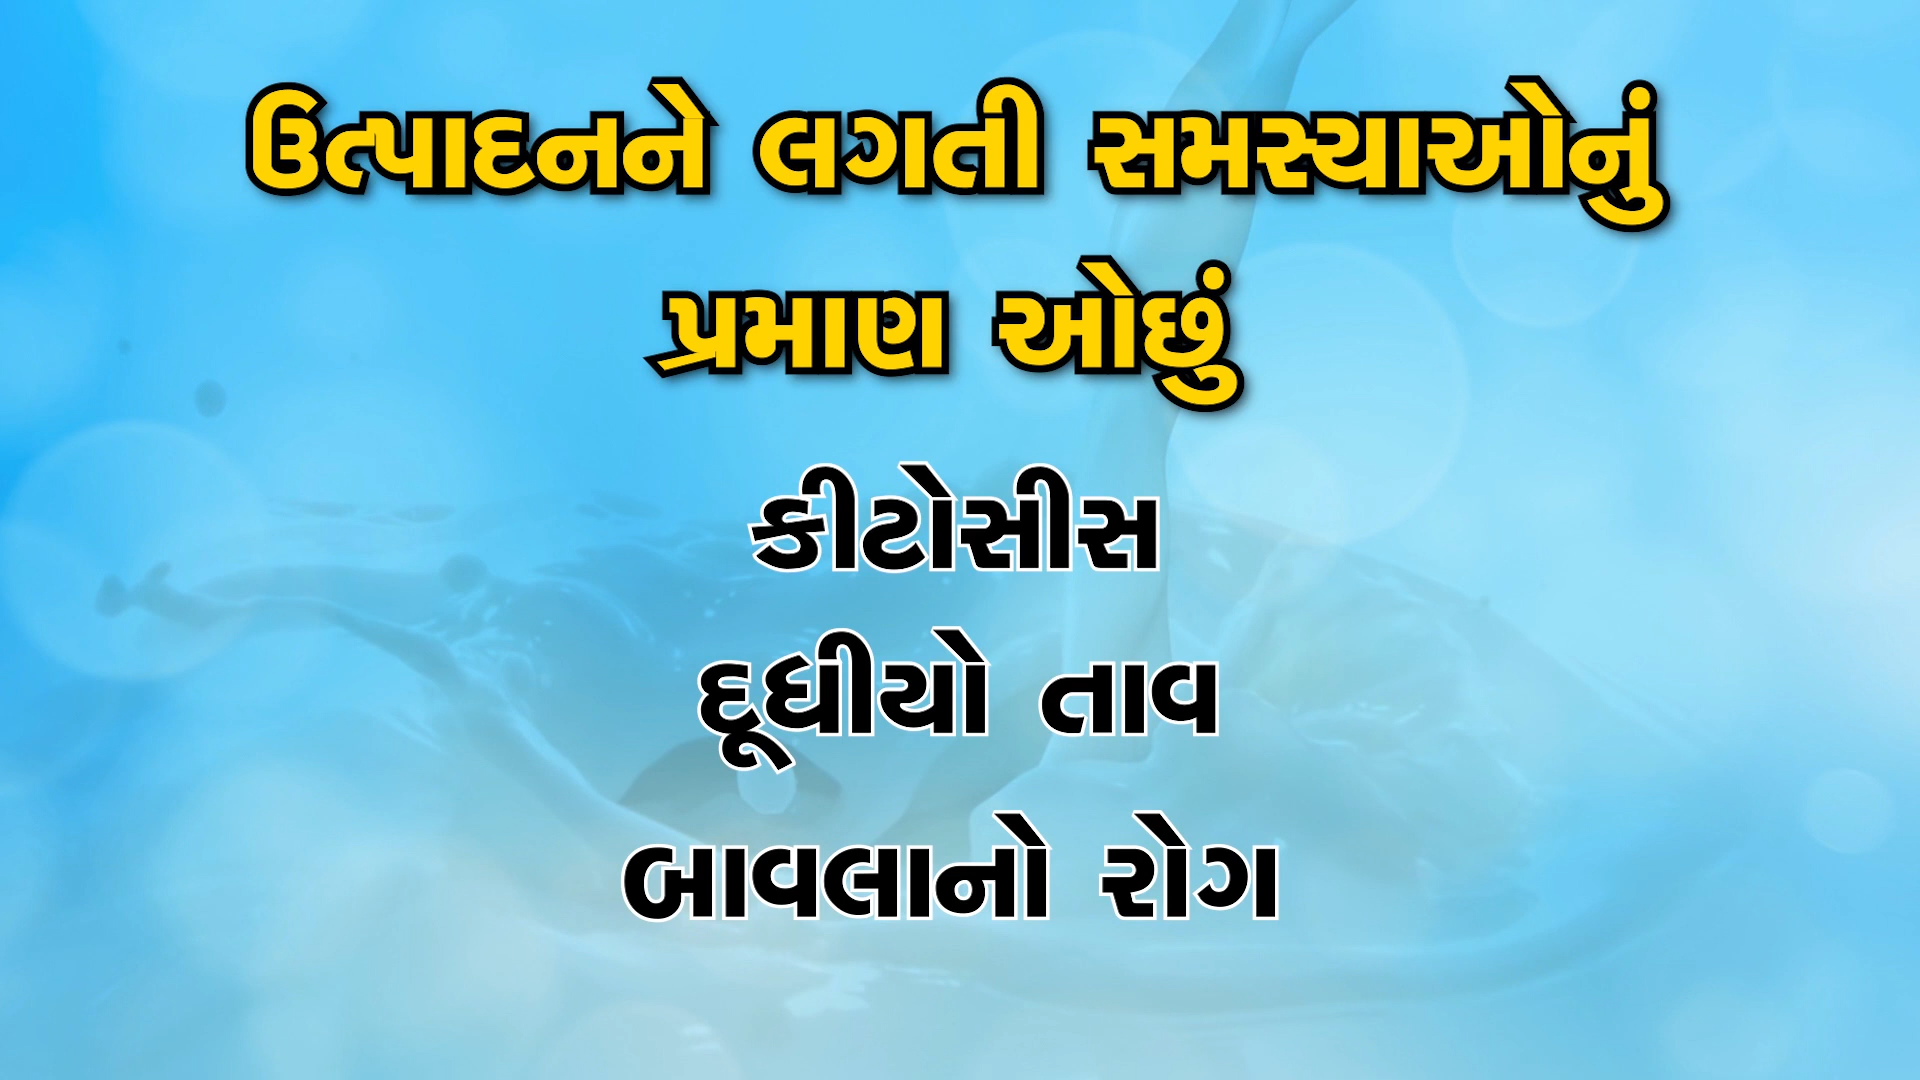 ઉત્પાદનને લગતી સમસ્યાઓનું
પ્રમાણ ઓછું
કીટોસીસ
દૂધીયો તાવ
બાવલાનો રોગ